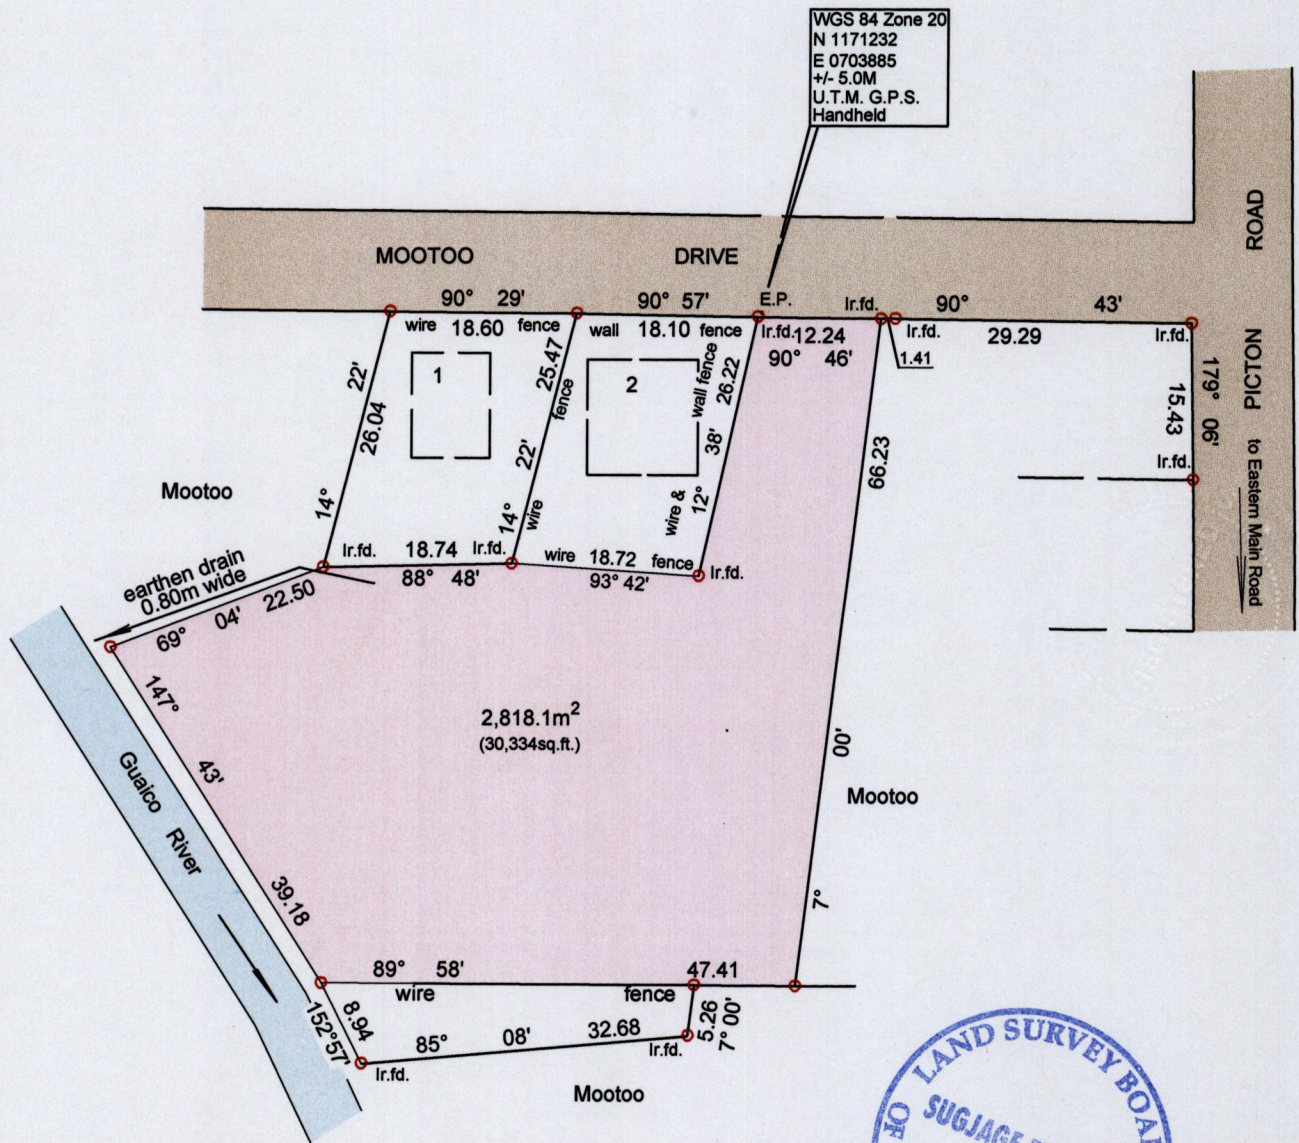 WGS 84 Zone 20
N 1171232
E 0703885
+/- 5.0M
U.T.M. G.P.S.
Handheld
MOOTOO DRIVE
ROAD
PICTON
to Eastern Main Road
90° 29'
90° 57'
E.P.
Ir.fd.
90° 43'
wire 18.60 fence
wall 18.10 fence
Ir.fd. 12.24
90° 46'
Ir.fd.
1.41
29.29
Ir.fd.
179° 06'
15.43
Ir.fd.
14° 22'
26.04
1
14° 22'
25.47
wire fence
2
12° 38'
26.22
wire & wall fence
66.23
7° 00'
Mootoo
Ir.fd. 18.74 Ir.fd.
88° 48'
wire 18.72 fence
93° 42'
Ir.fd.
earthen drain
0.80m wide
69° 04' 22.50
147° 43'
39.18
Guaico River
2,818.1m²
(30,334sq.ft.)
Mootoo
89° 58' 47.41
wire fence
152°57'
8.94
85° 08' 32.68
5.26
7° 00'
Ir.fd.
Ir.fd.
Mootoo
LAND SURVEY
SUGJAGE